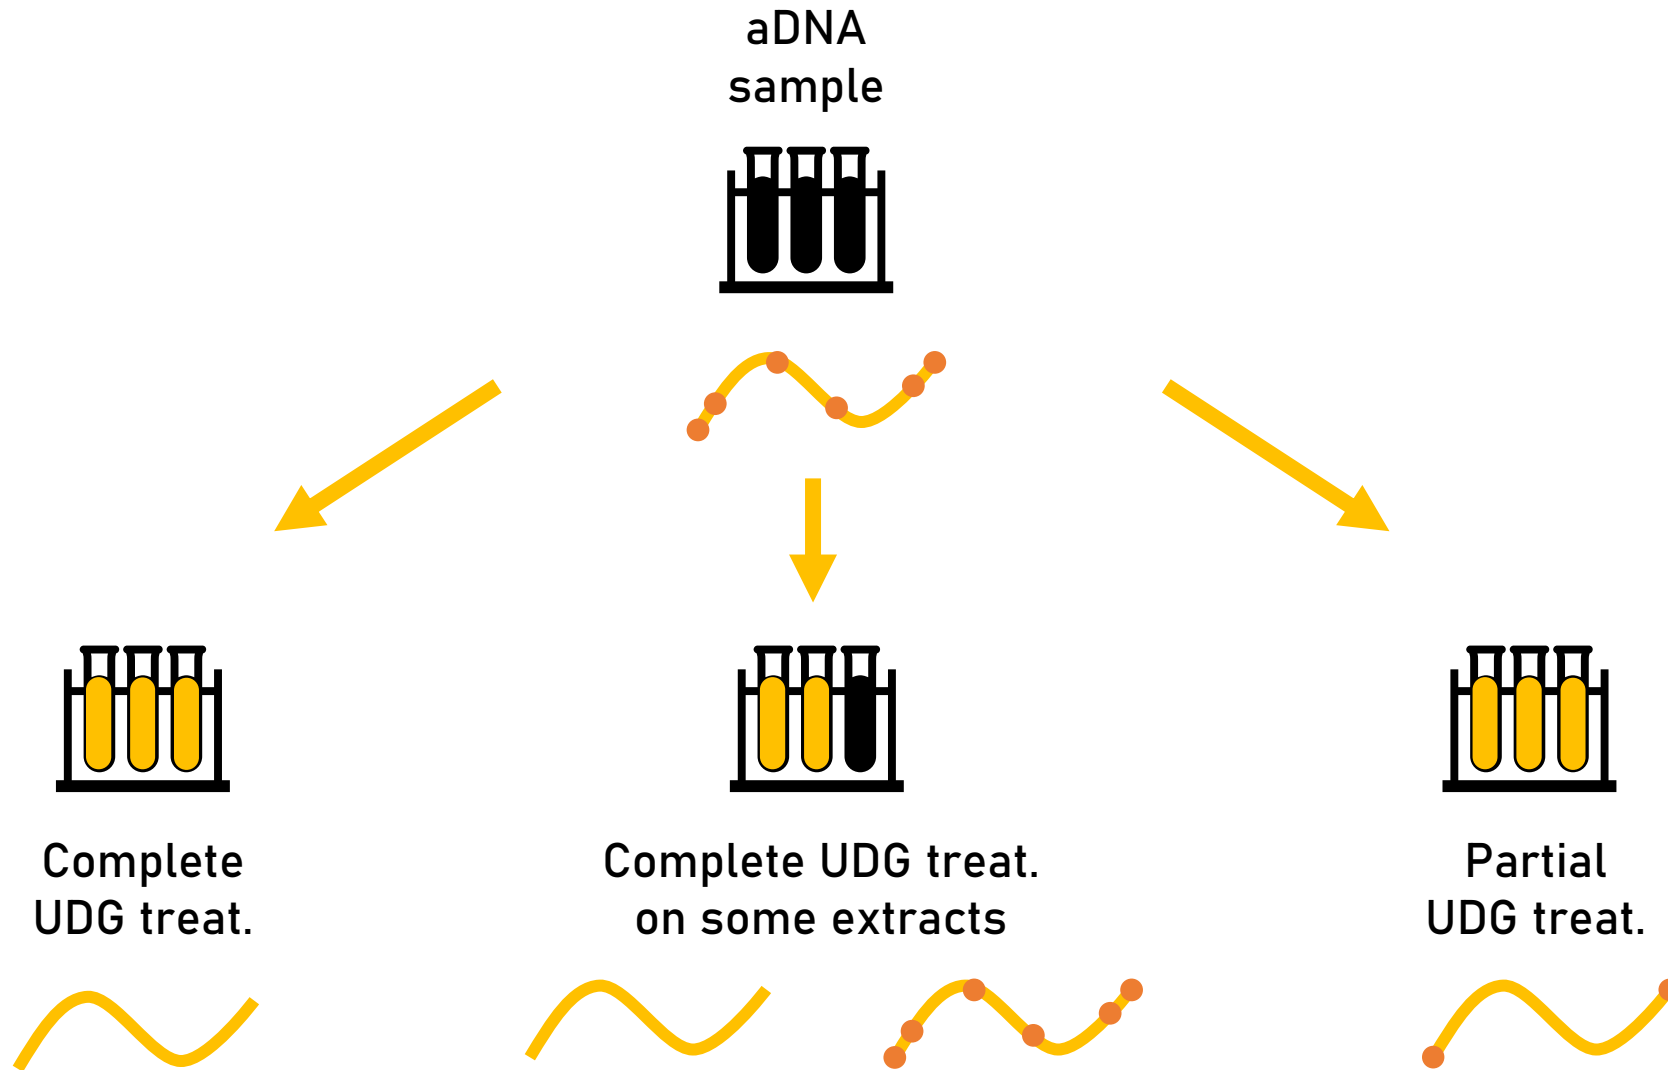 aDNA
sample
Complete
UDG treat.
Complete UDG treat.
on some extracts
Partial
UDG treat.